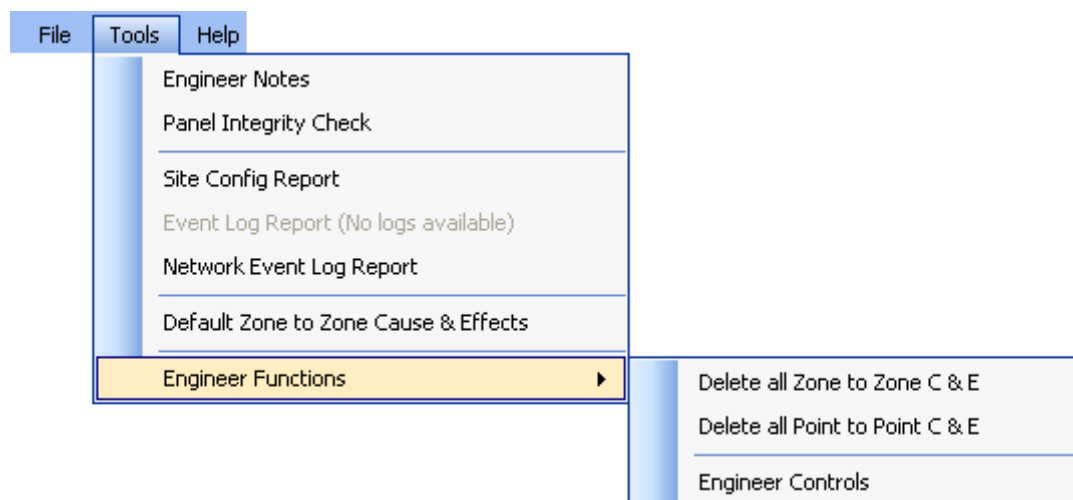 File Tools Help
Engineer Notes
Panel Integrity Check
Site Config Report
Event Log Report (No logs available)
Network Event Log Report
Default Zone to Zone Cause & Effects
Engineer Functions
Delete all Zone to Zone C & E
Delete all Point to Point C & E
Engineer Controls